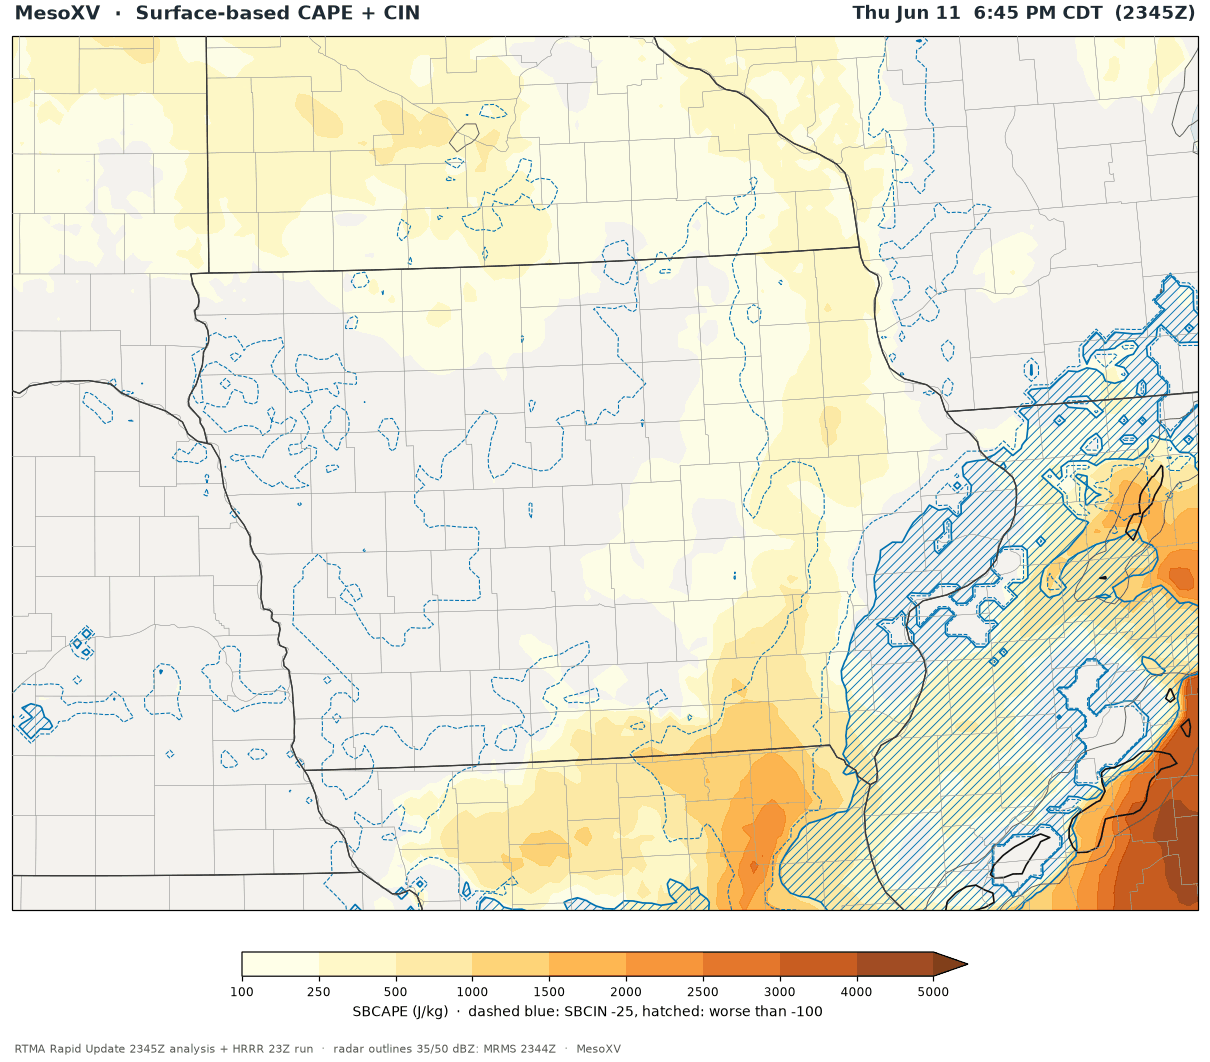 MesoXV · Surface-based CAPE + CIN
Thu Jun 11 6:45 PM CDT (2345Z)
100 250 500 1000 1500 2000 2500 3000 4000 5000
SBCAPE (J/kg) · dashed blue: SBCIN -25, hatched: worse than -100
RTMA Rapid Update 2345Z analysis + HRRR 23Z run · radar outlines 35/50 dBZ: MRMS 2344Z · MesoXV